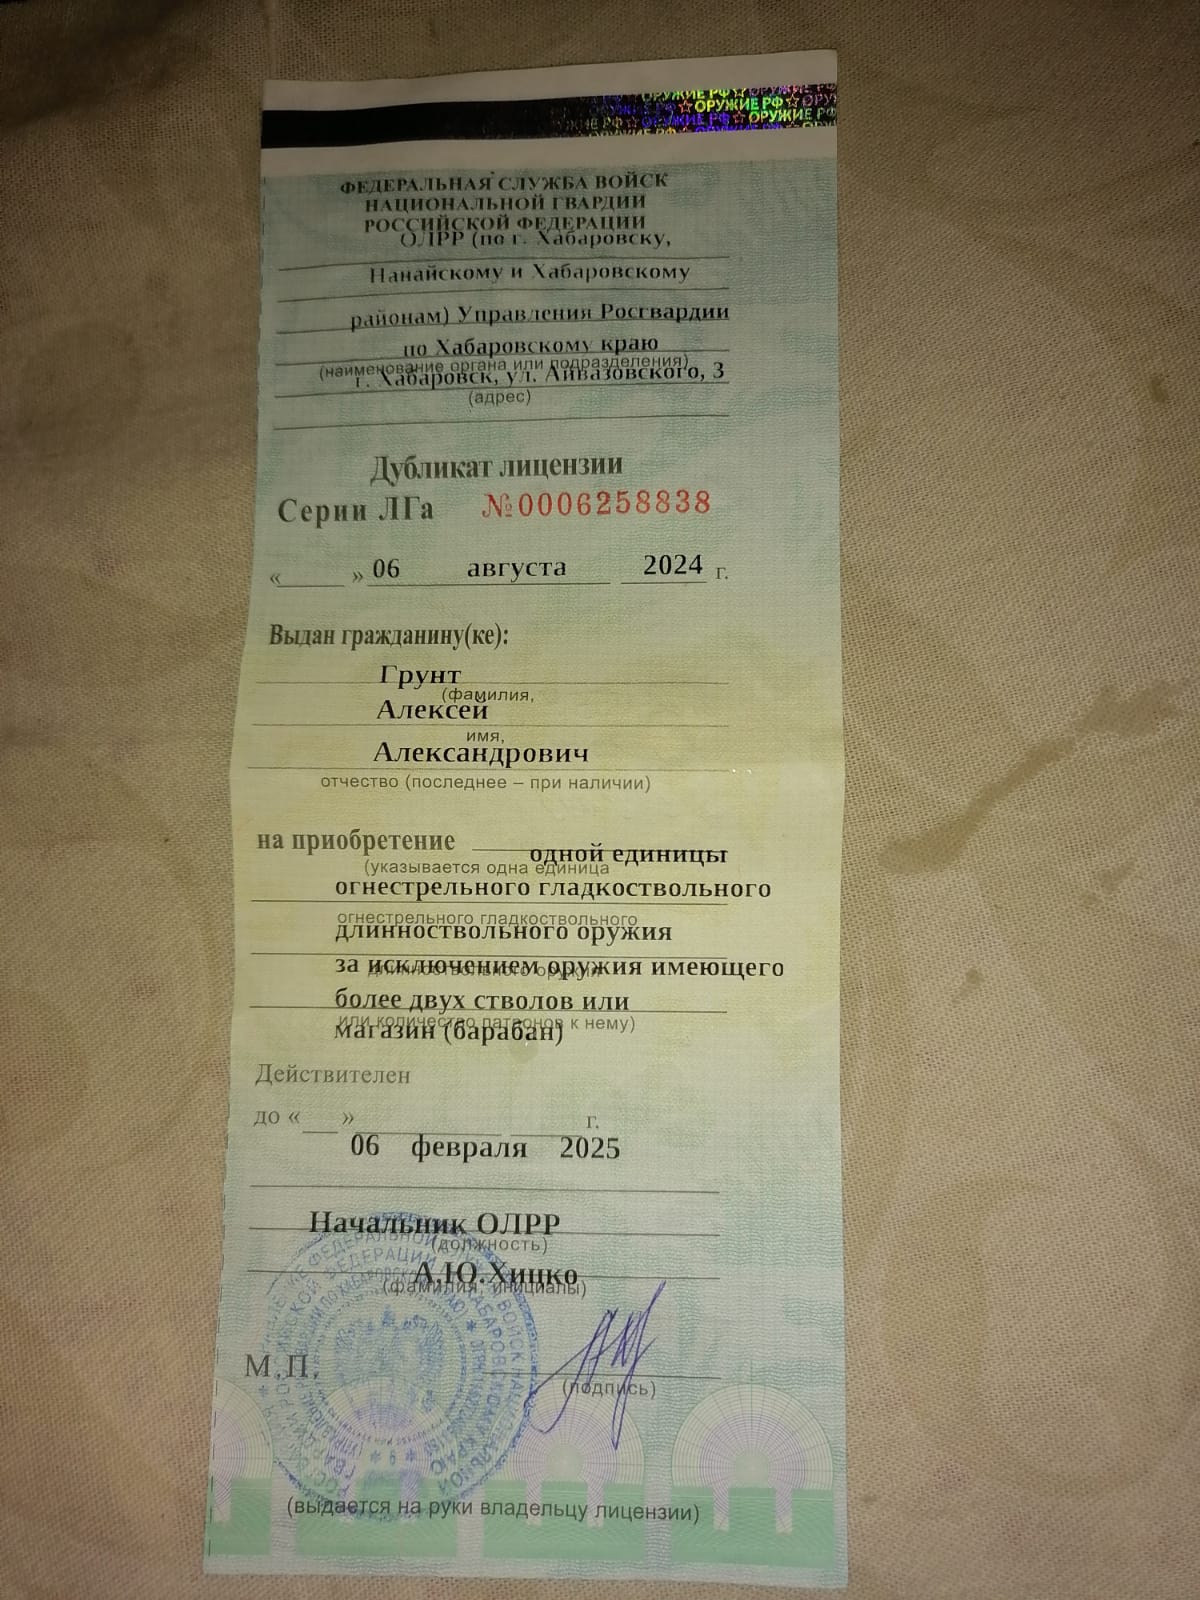 ОРУЖИЕ РФ☆ОРУЖИЕ РФ
☆ОРУЖИЕ РФ☆
ОРУЖИЕ РФ☆ОРУЖИЕ РФ
ФЕДЕРАЛЬНАЯ СЛУЖБА ВОЙСК
НАЦИОНАЛЬНОЙ ГВАРДИИ
РОССИЙСКОЙ ФЕДЕРАЦИИ
ОЛРР (по г. Хабаровску,
Нанайскому и Хабаровскому
районам) Управления Росгвардии
по Хабаровскому краю
(наименование органа или подразделения)
г. Хабаровск, ул. Айвазовского, 3
(адрес)
Дубликат лицензии
Серии ЛГа №0006258838
« » 06 августа 2024 г.
Выдан гражданину(ке):
Грунт
(фамилия,
Алексей
имя,
Александрович
отчество (последнее – при наличии)
на приобретение одной единицы
(указывается одна единица
огнестрельного гладкоствольного
огнестрельного гладкоствольного
длинноствольного оружия
за исключением оружия имеющего
длинноствольного оружия
более двух стволов или
или количество патронов к нему)
магазин (барабан)
Действителен
до « » г.
06 февраля 2025
Начальник ОЛРР
(должность)
А.Ю.Хицко
(фамилия, инициалы)
М.П.
(подпись)
(выдается на руки владельцу лицензии)